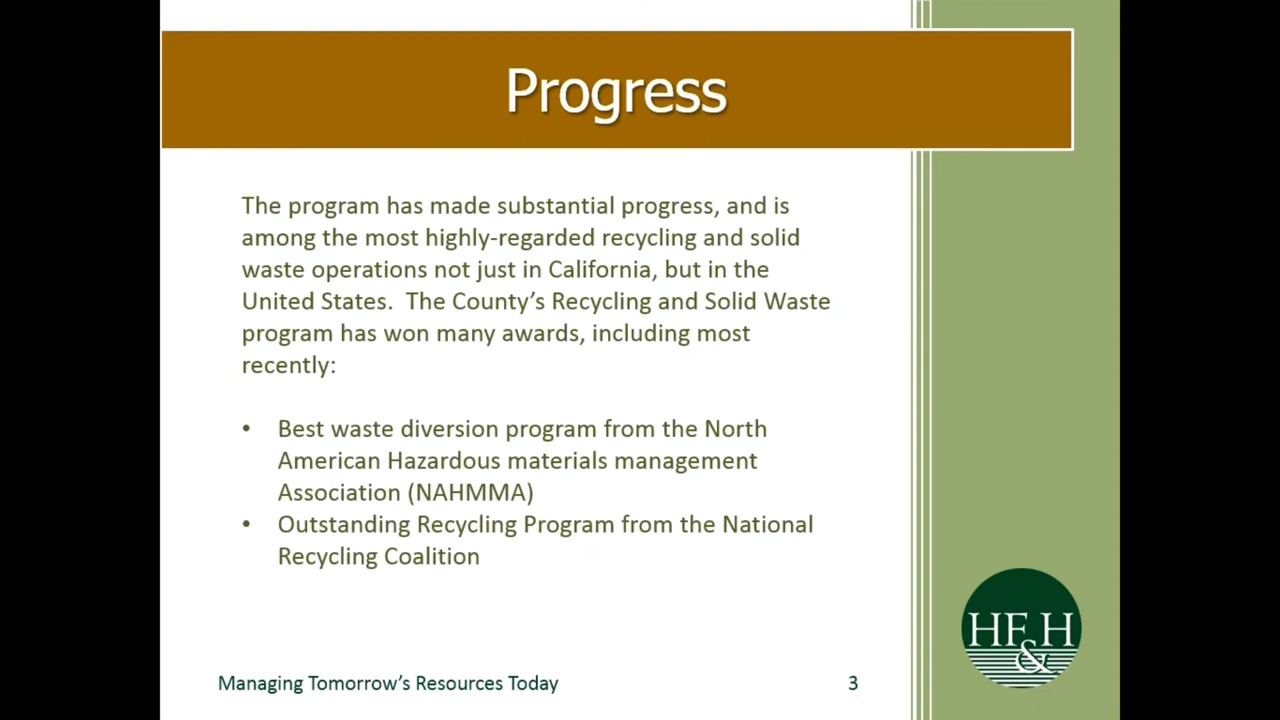 Progress
The program has made substantial progress, and is
among the most highly-regarded recycling and solid
waste operations not just in California, but in the
United States.  The County’s Recycling and Solid Waste
program has won many awards, including most
recently:
• Best waste diversion program from the North
American Hazardous materials management
Association (NAHMMA)
• Outstanding Recycling Program from the National
Recycling Coalition
HF&H
Managing Tomorrow’s Resources Today
3